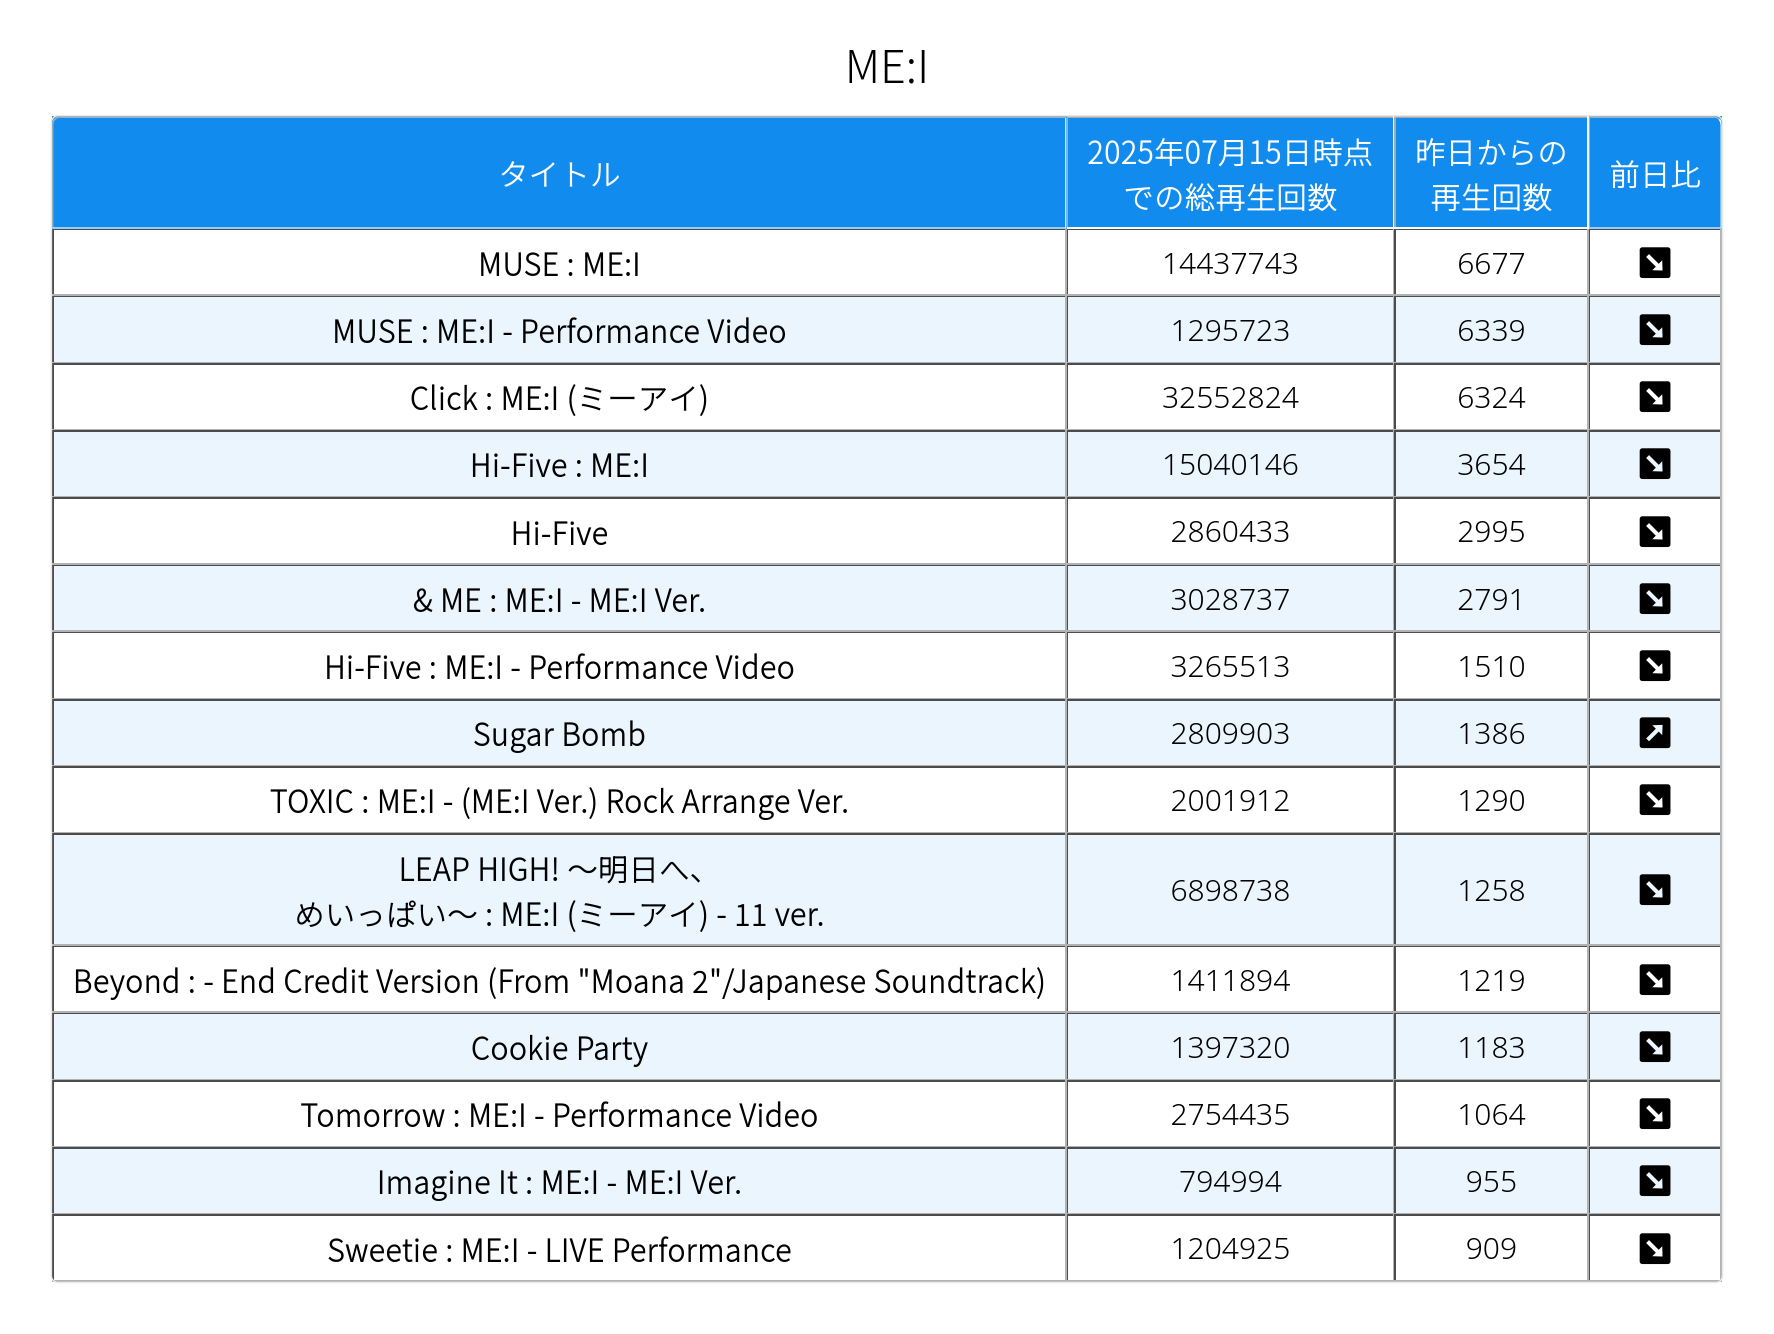 ME:I
タイトル
2025年07月15日時点
での総再生回数
昨日からの
再生回数
前日比
MUSE : ME:I 14437743 6677
MUSE : ME:I - Performance Video 1295723 6339
Click : ME:I (ミーアイ) 32552824 6324
Hi-Five : ME:I 15040146 3654
Hi-Five 2860433 2995
& ME : ME:I - ME:I Ver. 3028737 2791
Hi-Five : ME:I - Performance Video 3265513 1510
Sugar Bomb 2809903 1386
TOXIC : ME:I - (ME:I Ver.) Rock Arrange Ver. 2001912 1290
LEAP HIGH! ～明日へ、
めいっぱい～ : ME:I (ミーアイ) - 11 ver. 6898738 1258
Beyond : - End Credit Version (From "Moana 2"/Japanese Soundtrack) 1411894 1219
Cookie Party 1397320 1183
Tomorrow : ME:I - Performance Video 2754435 1064
Imagine It : ME:I - ME:I Ver. 794994 955
Sweetie : ME:I - LIVE Performance 1204925 909